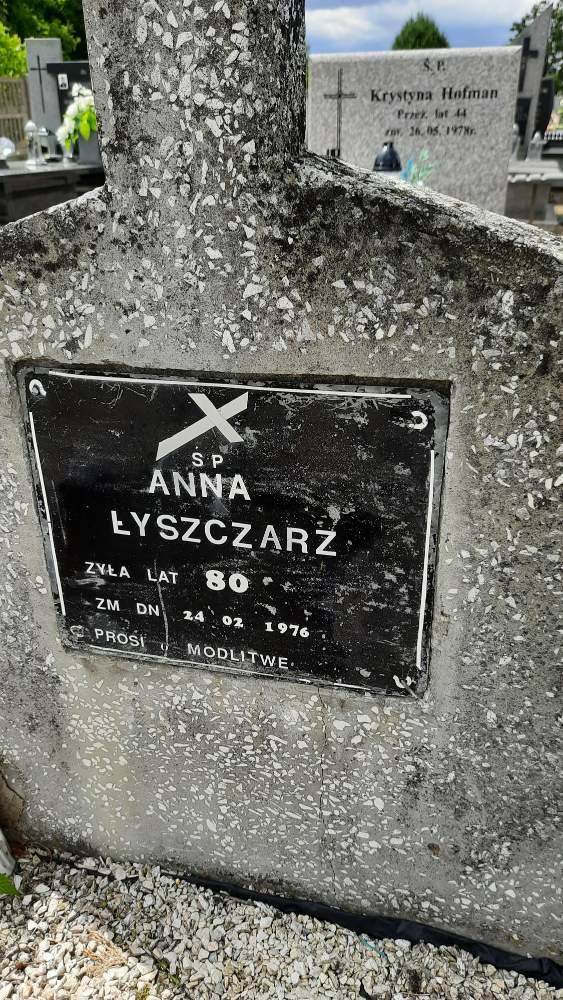 Ś. P.
Krystyna Hofman
Przeż. lat 44
zm. 26.05.1978r.
Ś P
ANNA
ŁYSZCZARZ
ŻYŁA LAT 80
ZM DN 24 02 1976
PROSI O MODLITWĘ